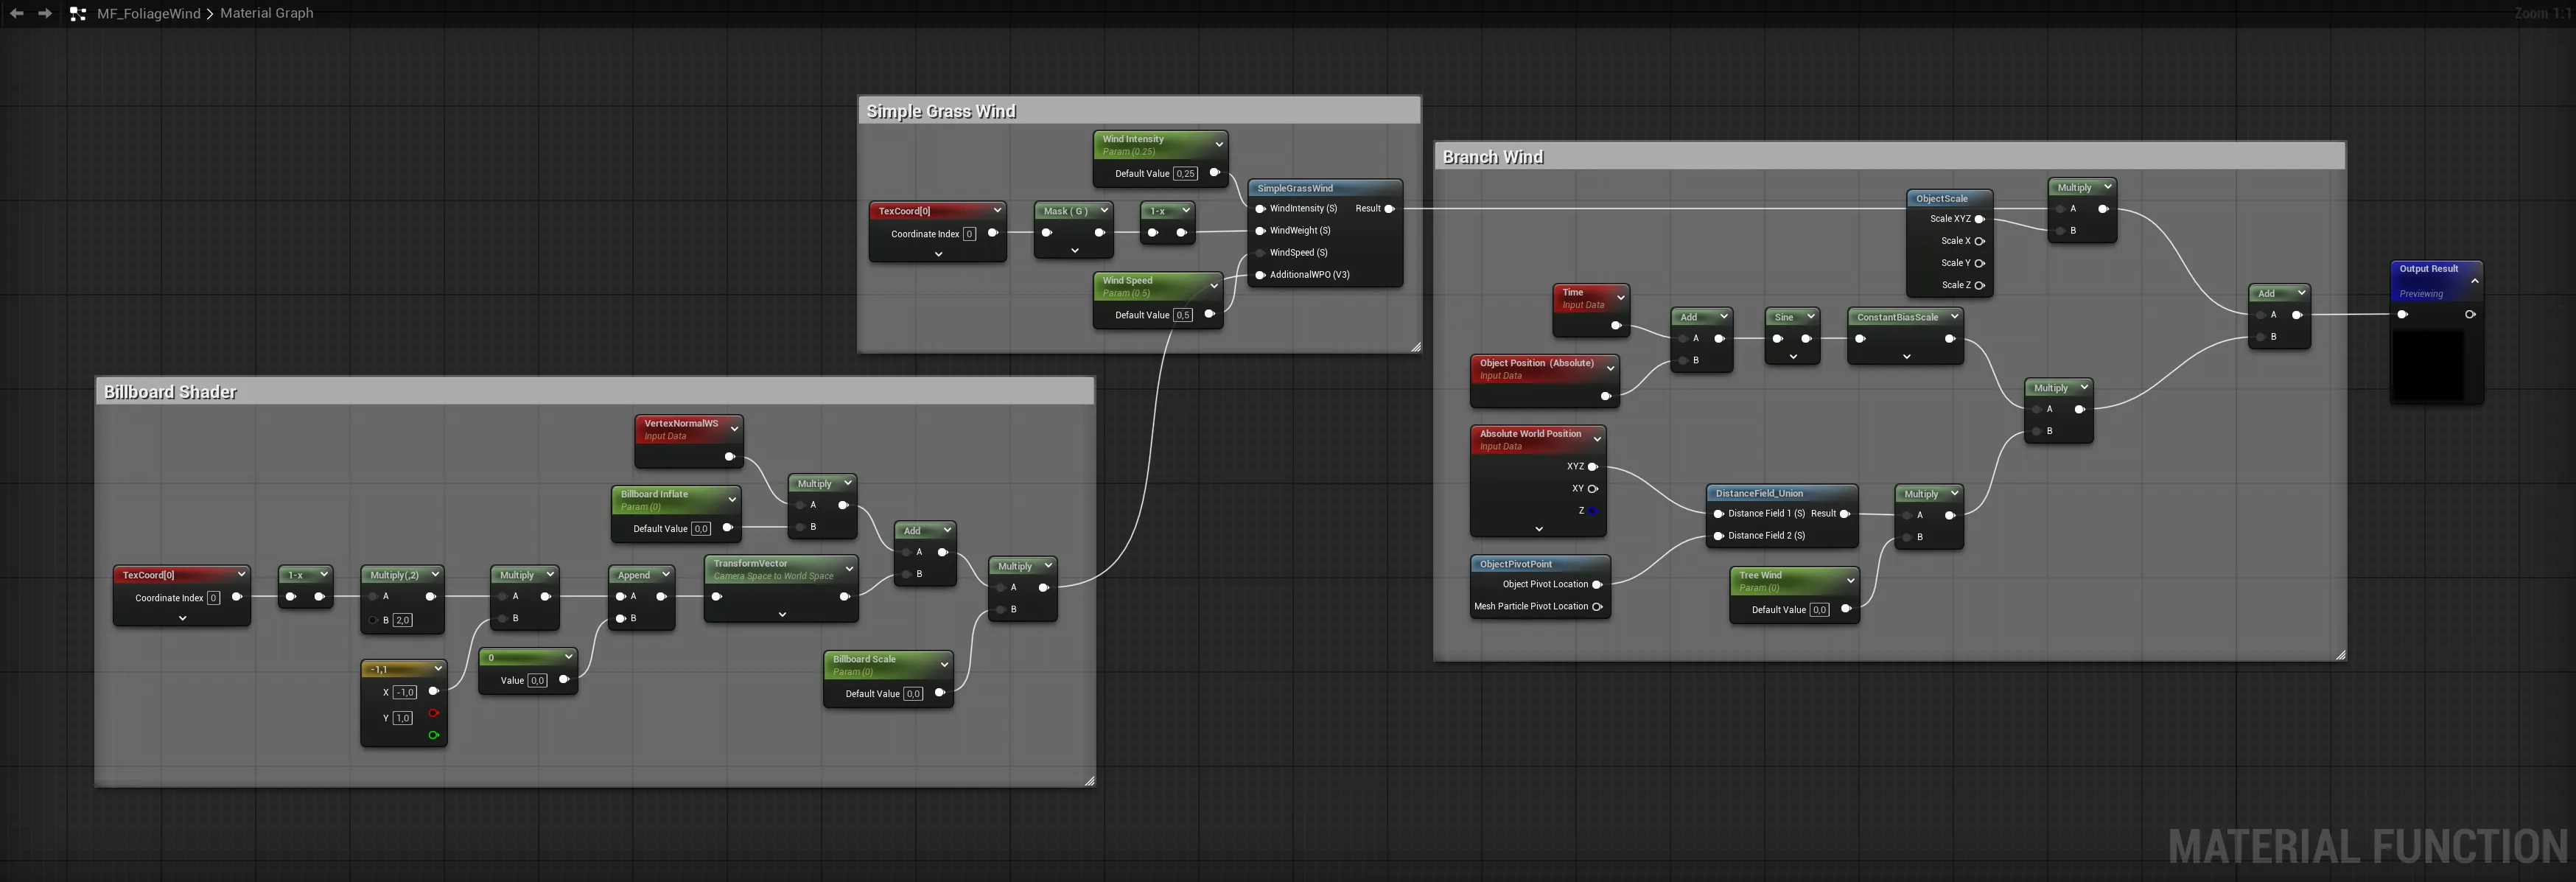 MF_FoliageWind > Material Graph
Zoom 1:1
Simple Grass Wind
Wind Intensity
Param (0.25)
Default Value 0,25
TexCoord[0]
Coordinate Index 0
Mask ( G )
1-x
SimpleGrassWind
WindIntensity (S) Result
WindWeight (S)
WindSpeed (S)
AdditionalWPO (V3)
Wind Speed
Param (0.5)
Default Value 0,5
Branch Wind
ObjectScale
Scale XYZ
Scale X
Scale Y
Scale Z
Multiply
A
B
Time
Input Data
Object Position (Absolute)
Input Data
Add
A
B
Sine
ConstantBiasScale
Absolute World Position
Input Data
XYZ
XY
Z
ObjectPivotPoint
Object Pivot Location
Mesh Particle Pivot Location
DistanceField_Union
Distance Field 1 (S) Result
Distance Field 2 (S)
Tree Wind
Param (0)
Default Value 0,0
Multiply
A
B
Multiply
A
B
Add
A
B
Output Result
Previewing
Billboard Shader
VertexNormalWS
Input Data
Billboard Inflate
Param (0)
Default Value 0,0
Multiply
A
B
TexCoord[0]
Coordinate Index 0
1-x
Multiply(,2)
A
B 2,0
Multiply
A
B
Append
A
B
TransformVector
Camera Space to World Space
Add
A
B
Multiply
A
B
-1,1
X -1,0
Y 1,0
0
Value 0,0
Billboard Scale
Param (0)
Default Value 0,0
MATERIAL FUNCTION